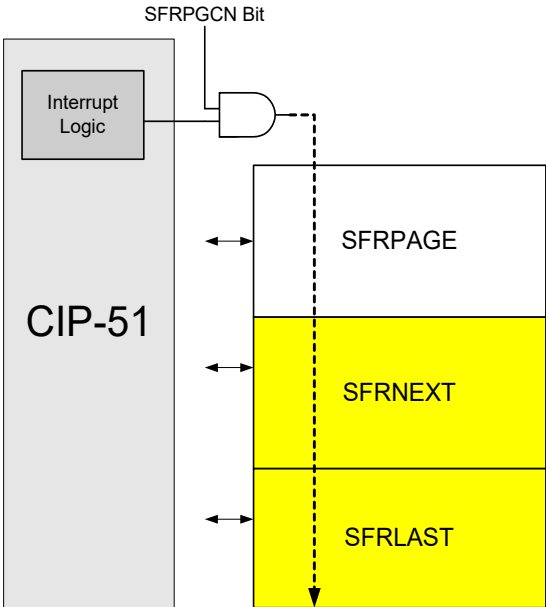 SFRPGCN Bit
Interrupt
Logic
SFRPAGE
CIP-51
SFRNEXT
SFRLAST